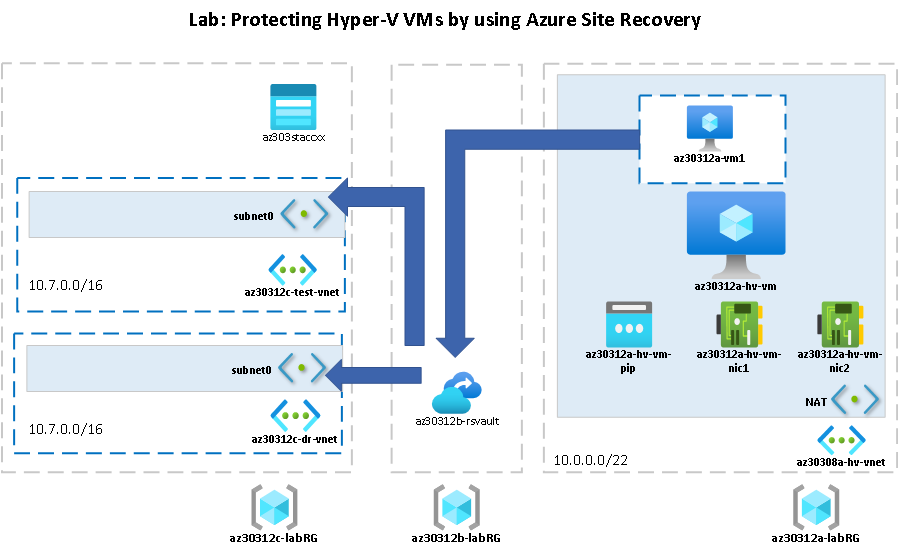 Lab: Protecting Hyper-V VMs by using Azure Site Recovery
az303staccxx
subnet0
10.7.0.0/16
az30312c-test-vnet
subnet0
10.7.0.0/16
az30312c-dr-vnet
az30312b-rsvault
az30312a-vm1
az30312a-hv-vm
az30312a-hv-vm-
pip
az30312a-hv-vm-
nic1
az30312a-hv-vm-
nic2
NAT
10.0.0.0/22
az30308a-hv-vnet
az30312c-labRG
az30312b-labRG
az30312a-labRG